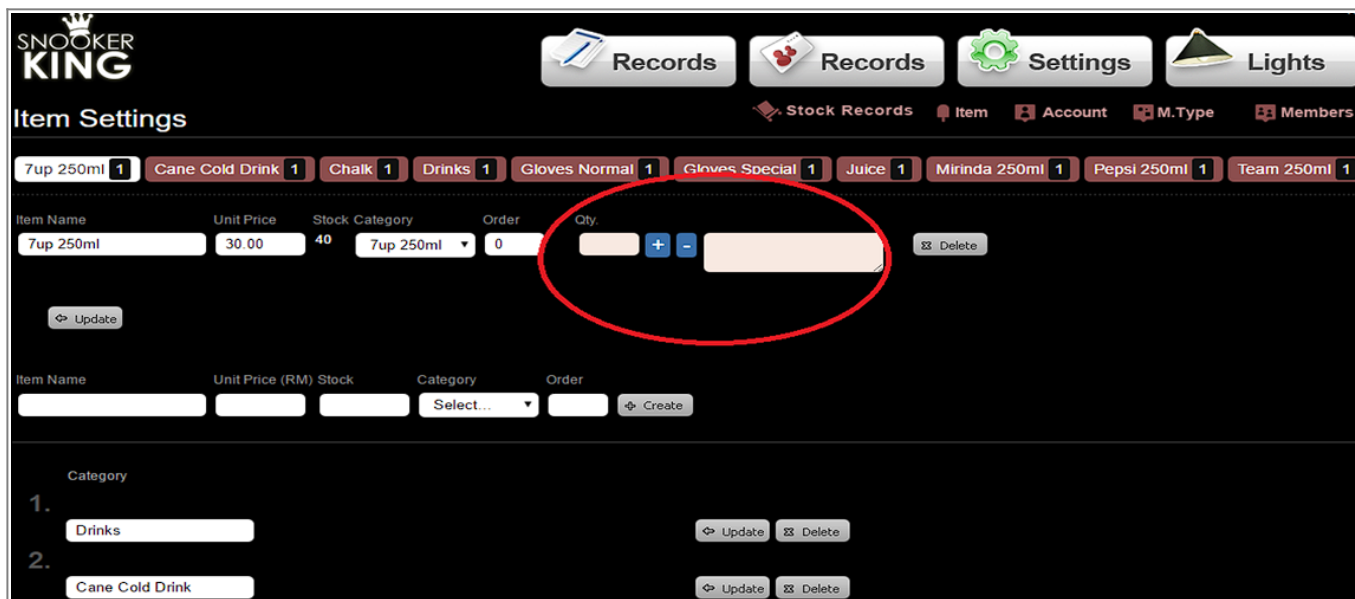 SNOOKER
KING
Records Records Settings Lights
Item Settings
Stock Records Item Account M.Type Members
7up 250ml 1 Cane Cold Drink 1 Chalk 1 Drinks 1 Gloves Normal 1 Gloves Special 1 Juice 1 Mirinda 250ml 1 Pepsi 250ml 1 Team 250ml 1
Item Name Unit Price Stock Category Order Qty.
7up 250ml 30.00 40 7up 250ml 0 + - Delete
Update
Item Name Unit Price (RM) Stock Category Order
Select... Create
Category
1.
Drinks Update Delete
2.
Cane Cold Drink Update Delete